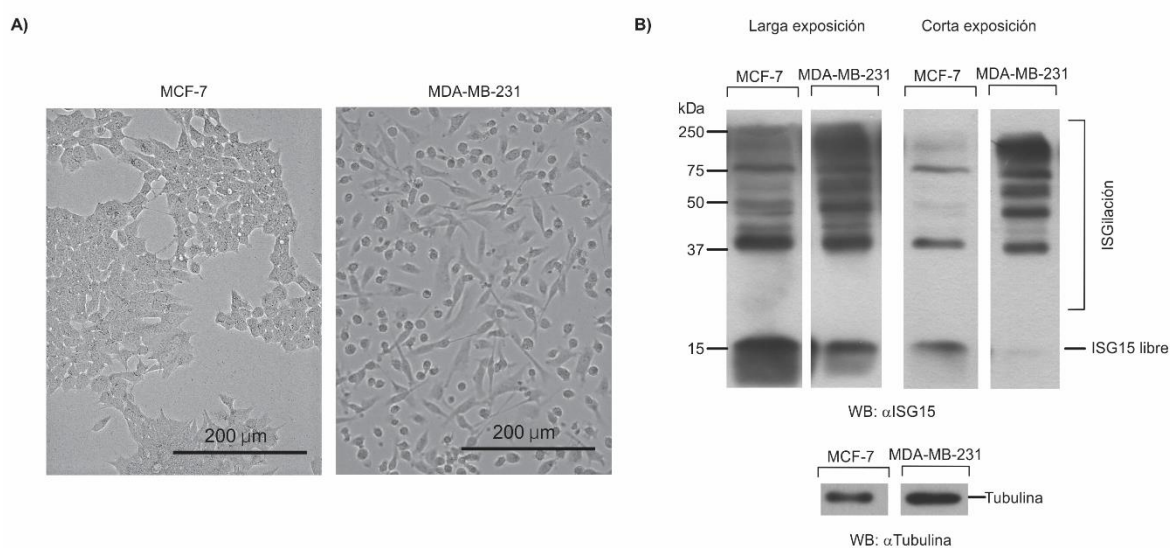 A)
MCF-7
MDA-MB-231
200 µm
200 µm
B)
Larga exposición
Corta exposición
MCF-7
MDA-MB-231
MCF-7
MDA-MB-231
kDa
250
75
50
37
15
ISGilación
ISG15 libre
WB: αISG15
MCF-7
MDA-MB-231
Tubulina
WB: αTubulina